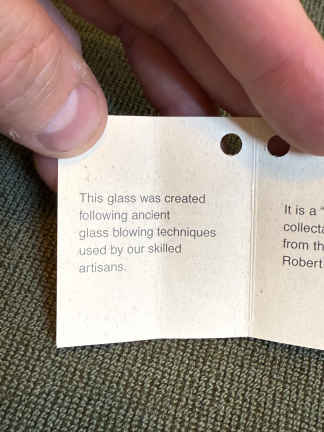 This glass was created
following ancient
glass blowing techniques
used by our skilled
artisans.
It is a "
from th
Robert